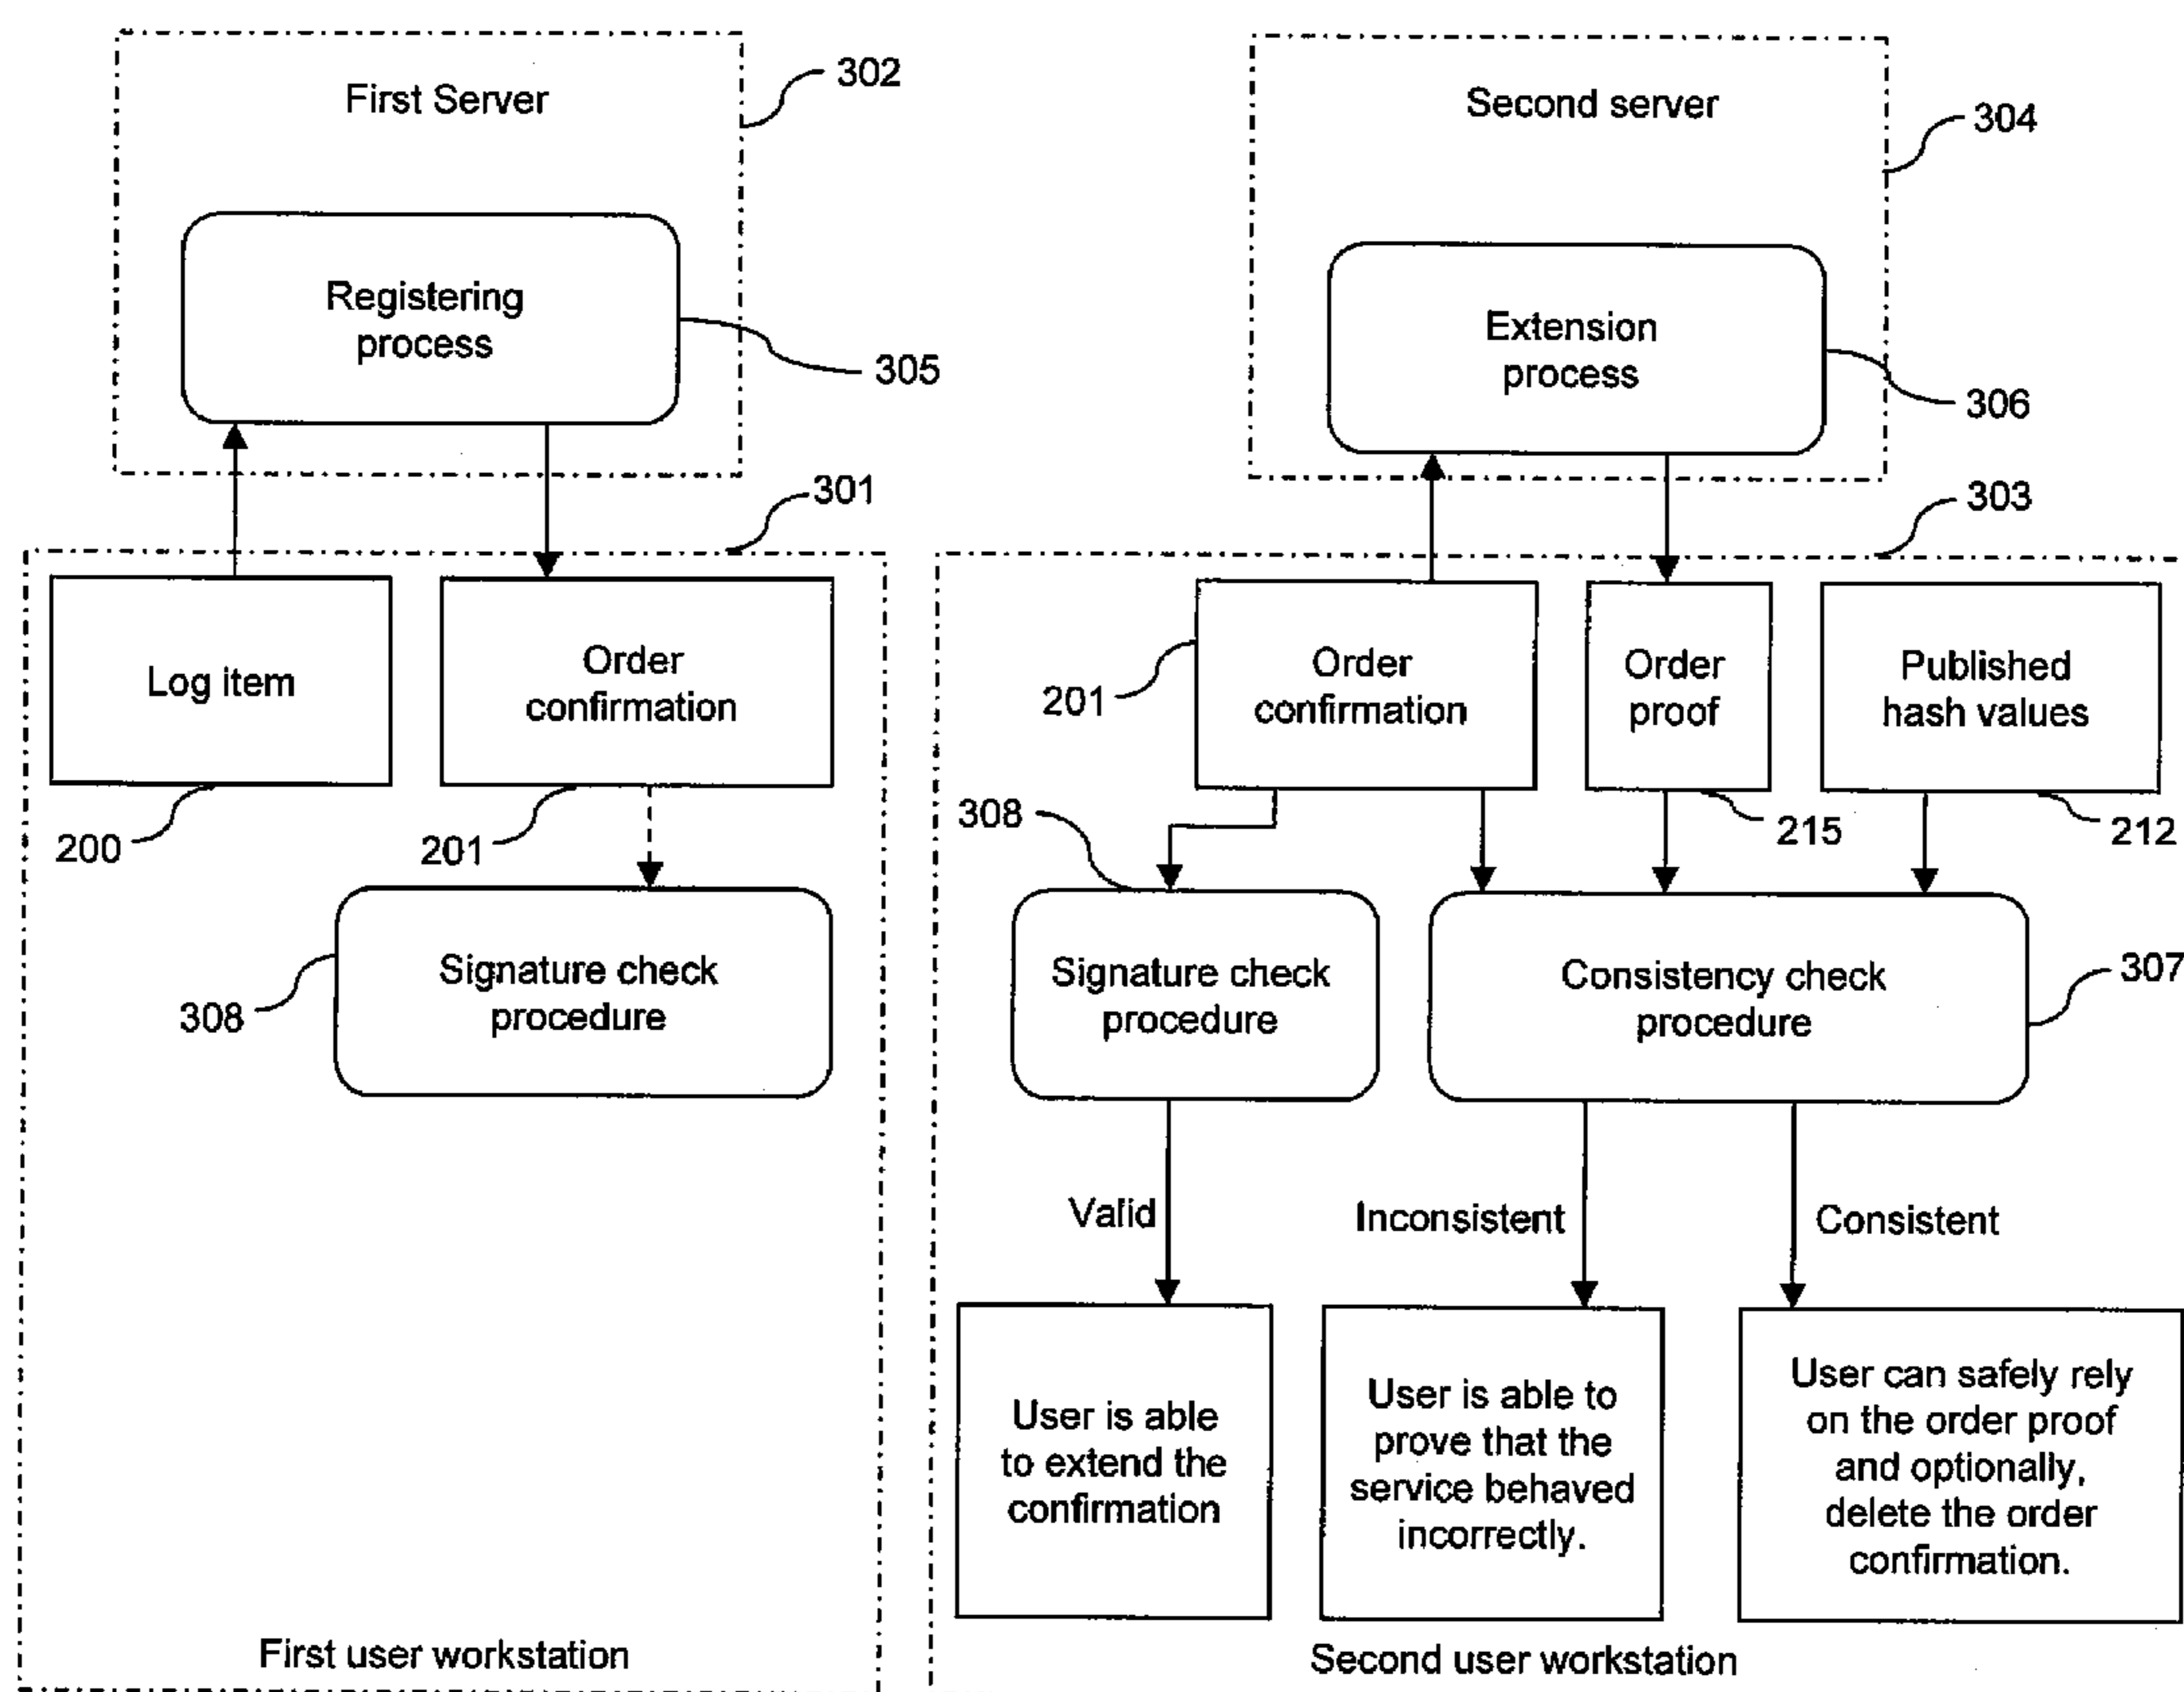 First Server
302
Registering
process
305
Second server
304
Extension
process
306
301
303
Log item
200
Order
confirmation
201
Signature check
procedure
308
First user workstation
Order
confirmation
201
Order
proof
215
Published
hash values
212
308
Signature check
procedure
Consistency check
procedure
307
Valid
Inconsistent
Consistent
User is able
to extend the
confirmation
User is able to
prove that the
service behaved
incorrectly.
User can safely rely
on the order proof
and optionally,
delete the order
confirmation.
Second user workstation